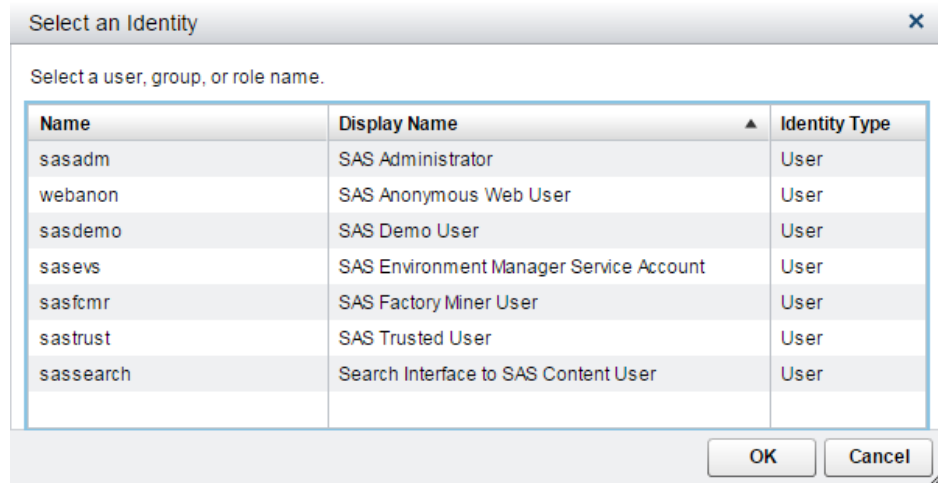 Select an Identity
Select a user, group, or role name.
Name Display Name Identity Type
sasadm SAS Administrator User
webanon SAS Anonymous Web User User
sasdemo SAS Demo User User
sasevs SAS Environment Manager Service Account User
sasfcmr SAS Factory Miner User User
sastrust SAS Trusted User User
sassearch Search Interface to SAS Content User User
OK Cancel